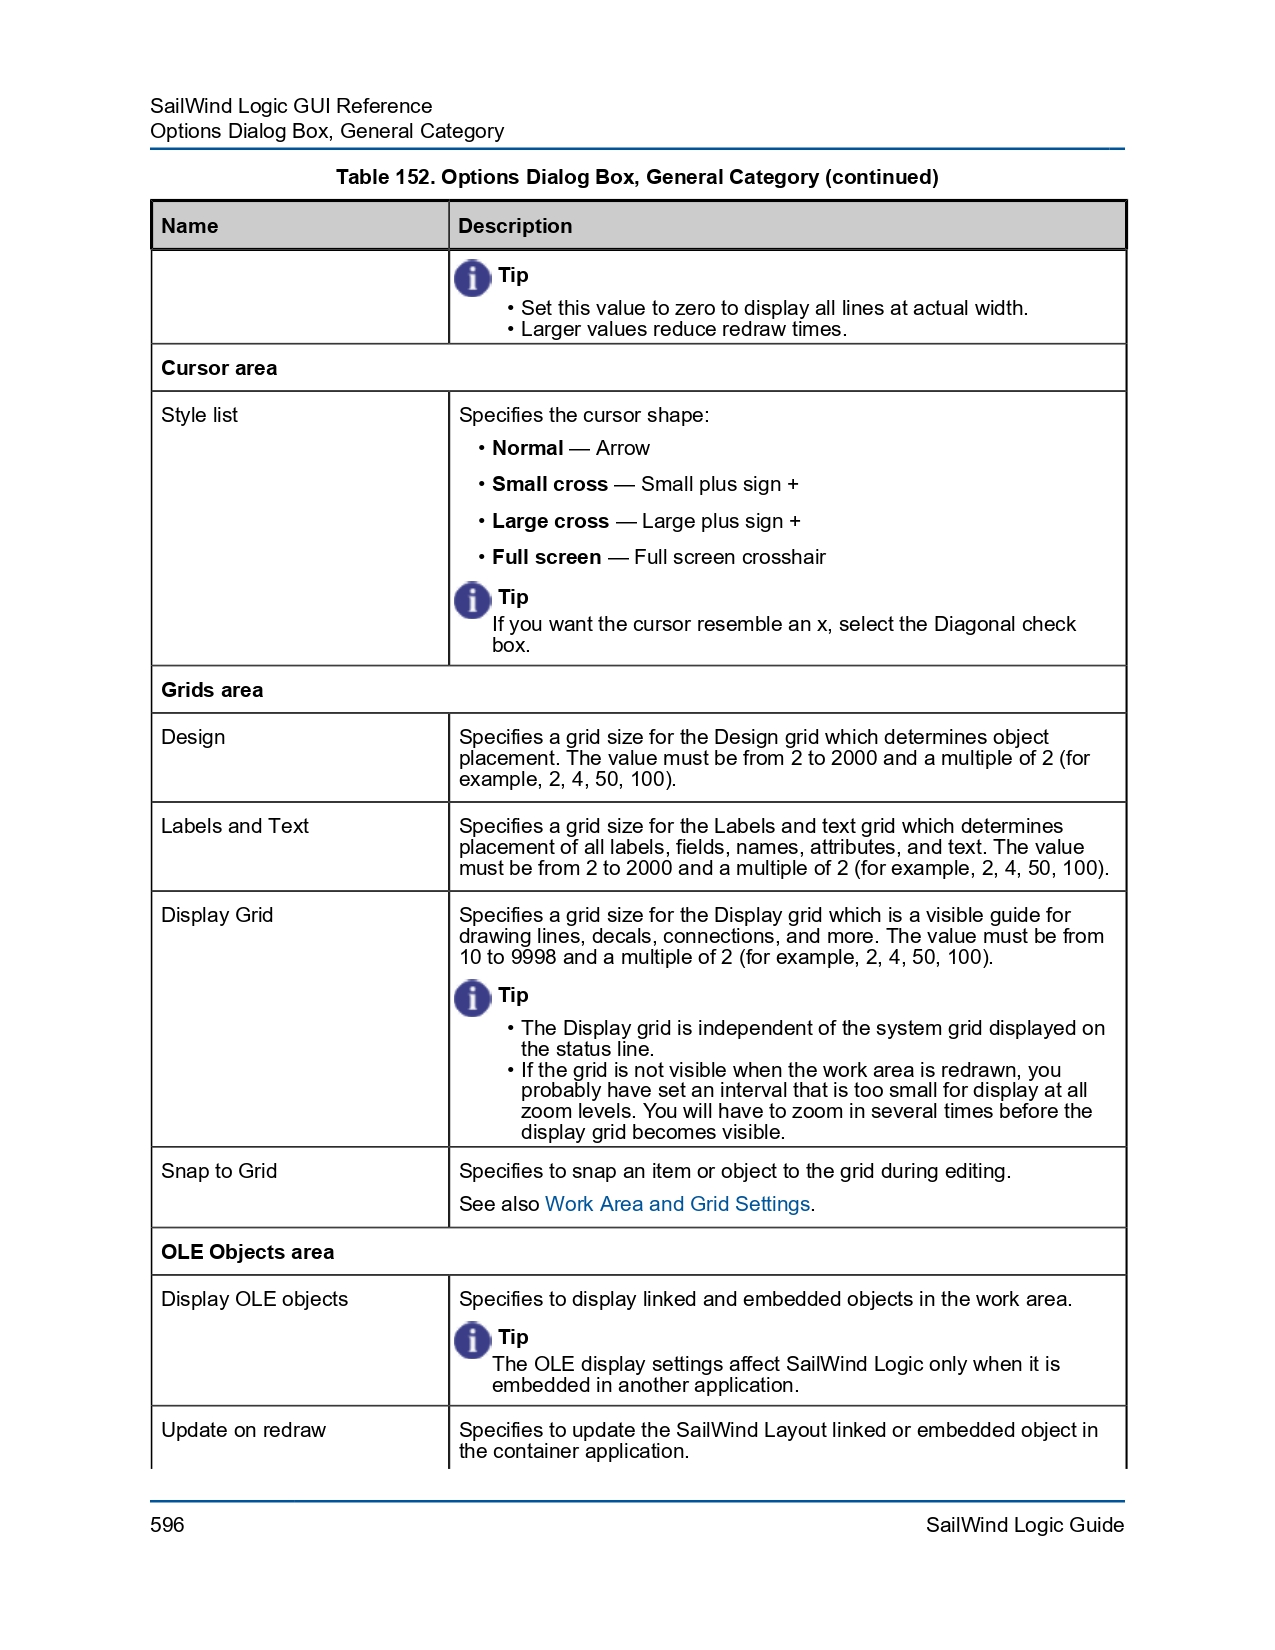 SailWind Logic GUI Reference
Options Dialog Box, General Category
Table 152. Options Dialog Box, General Category (continued)
Name
Description
Tip
• Set this value to zero to display all lines at actual width.
• Larger values reduce redraw times.
Cursor area
Style list
Specifies the cursor shape:
• Normal — Arrow
• Small cross — Small plus sign +
• Large cross — Large plus sign +
• Full screen — Full screen crosshair
Tip
If you want the cursor resemble an x, select the Diagonal check
box.
Grids area
Design
Specifies a grid size for the Design grid which determines object
placement. The value must be from 2 to 2000 and a multiple of 2 (for
example, 2, 4, 50, 100).
Labels and Text
Specifies a grid size for the Labels and text grid which determines
placement of all labels, fields, names, attributes, and text. The value
must be from 2 to 2000 and a multiple of 2 (for example, 2, 4, 50, 100).
Display Grid
Specifies a grid size for the Display grid which is a visible guide for
drawing lines, decals, connections, and more. The value must be from
10 to 9998 and a multiple of 2 (for example, 2, 4, 50, 100).
Tip
• The Display grid is independent of the system grid displayed on
the status line.
• If the grid is not visible when the work area is redrawn, you
probably have set an interval that is too small for display at all
zoom levels. You will have to zoom in several times before the
display grid becomes visible.
Snap to Grid
Specifies to snap an item or object to the grid during editing.
See also Work Area and Grid Settings.
OLE Objects area
Display OLE objects
Specifies to display linked and embedded objects in the work area.
Tip
The OLE display settings affect SailWind Logic only when it is
embedded in another application.
Update on redraw
Specifies to update the SailWind Layout linked or embedded object in
the container application.
596
SailWind Logic Guide